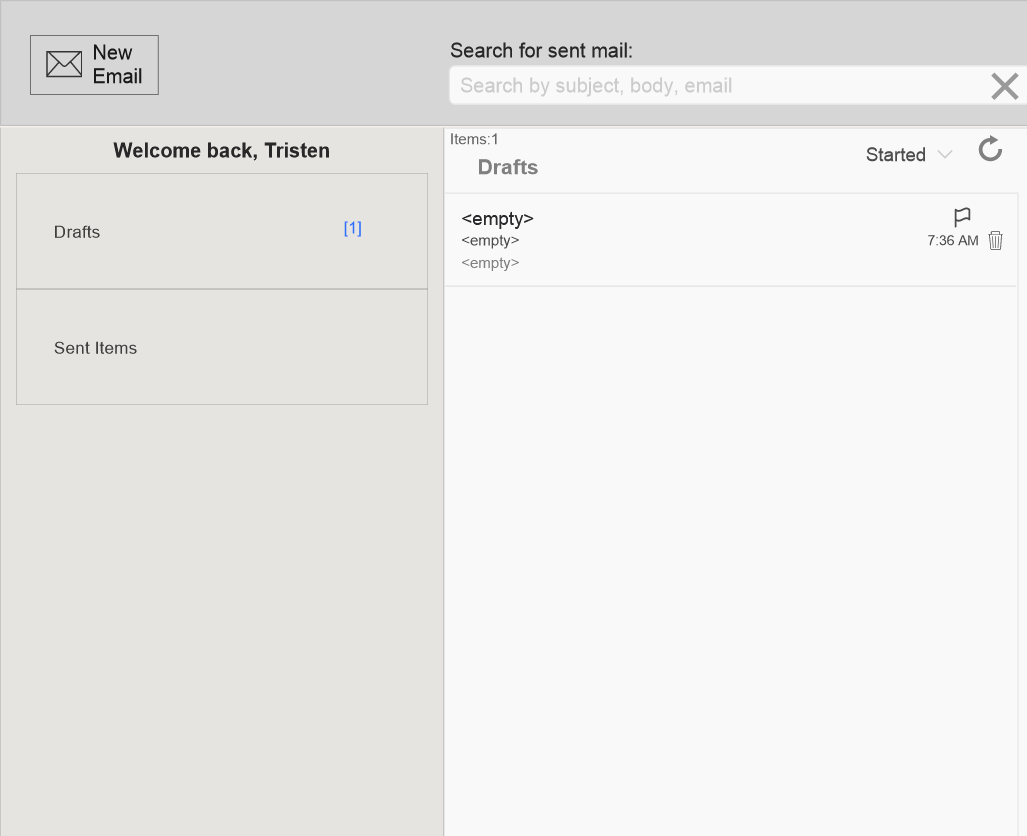 New
Email
Search for sent mail:
Search by subject, body, email
Welcome back, Tristen
Drafts
[1]
Sent Items
Items:1
Drafts
Started
<empty>
<empty>
7:36 AM
<empty>